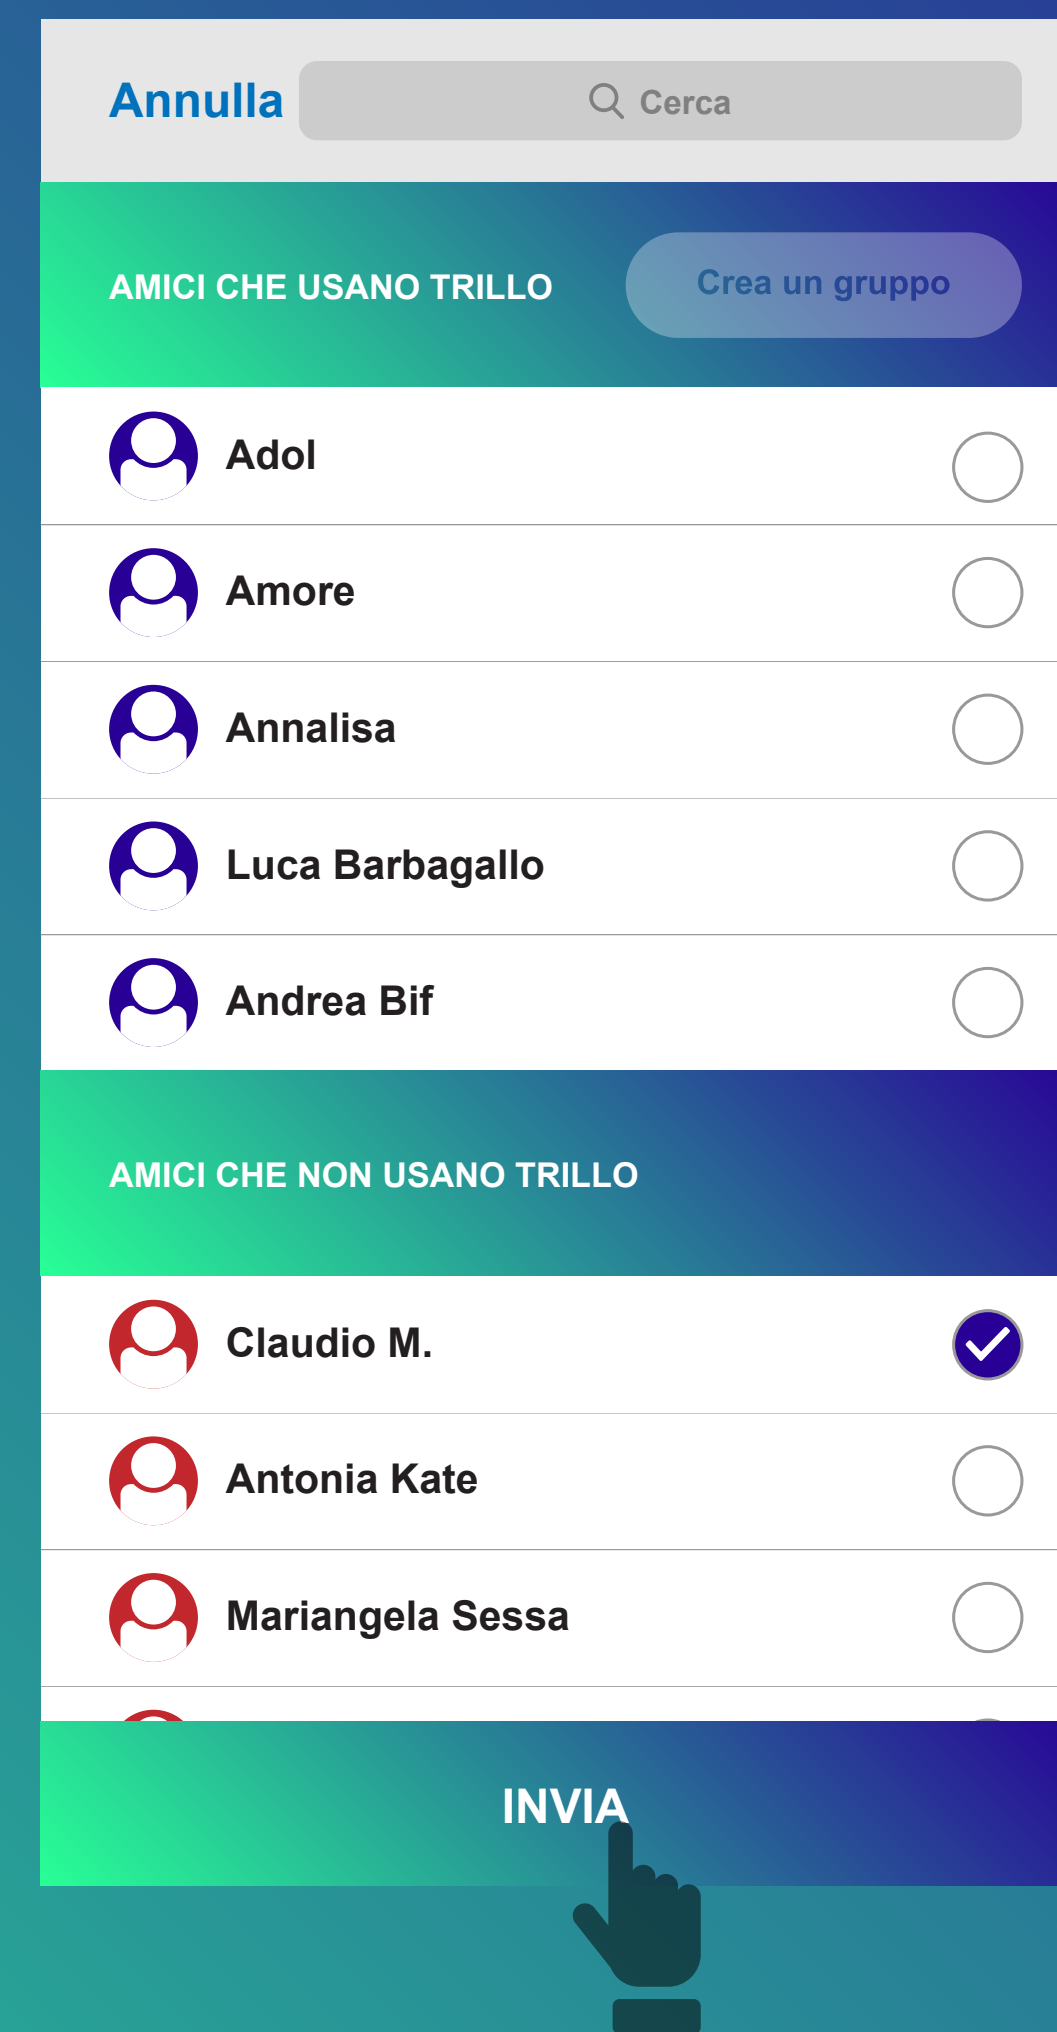 Annulla
Cerca
AMICI CHE USANO TRILLO
Crea un gruppo
Adol
Amore
Annalisa
Luca Barbagallo
Andrea Bif
AMICI CHE NON USANO TRILLO
Claudio M.
Antonia Kate
Mariangela Sessa
INVIA